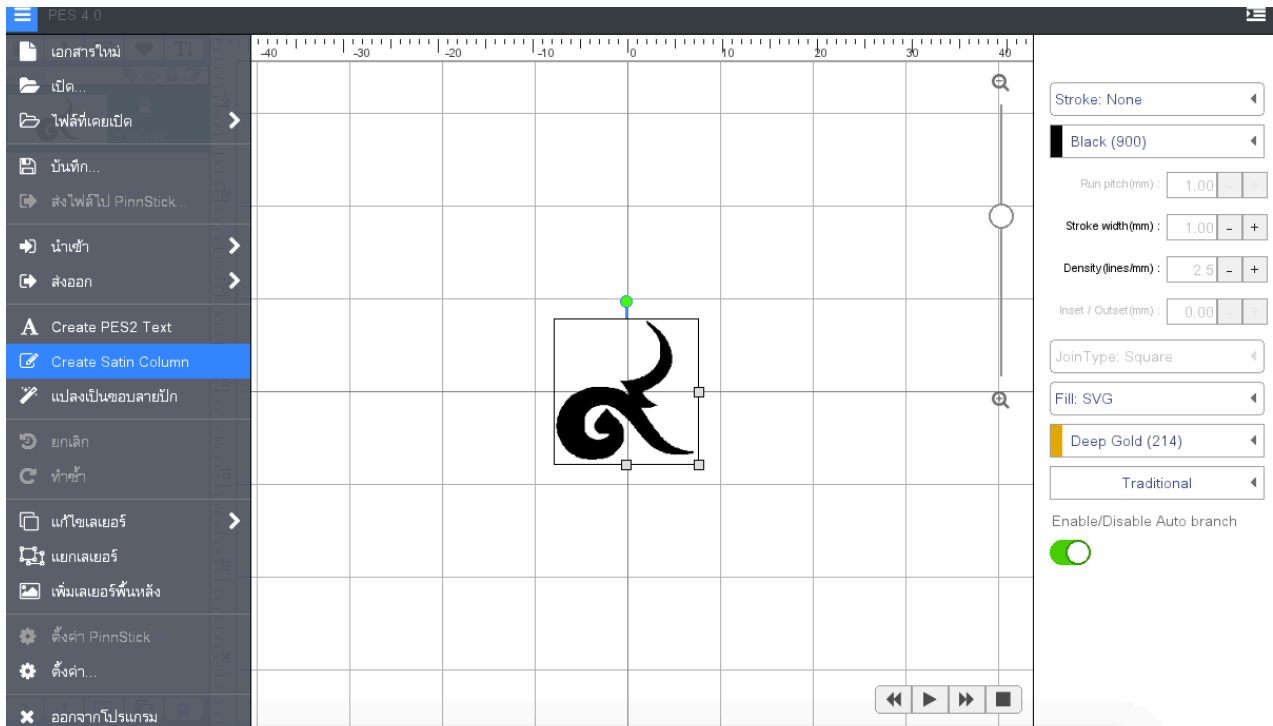 PES 4.0
เอกสารใหม่
เปิด...
ไฟล์ที่เคยเปิด
บันทึก...
ส่งไฟล์ไป PinnStick...
นำเข้า
ส่งออก
Create PES2 Text
Create Satin Column
แปลงเป็นขอบลายปัก
ยกเลิก
ทำซ้ำ
แก้ไขเลเยอร์
แยกเลเยอร์
เพิ่มเลเยอร์พื้นหลัง
ตั้งค่า PinnStick
ตั้งค่า...
ออกจากโปรแกรม
-40 -30 -20 -10 0 10 20 30 40
๙
Stroke: None
Black (900)
Run pitch(mm) : 1.00 - +
Stroke width(mm) : 1.00 - +
Density(lines/mm) : 2.5 - +
Inset / Outset(mm) : 0.00 - +
JoinType: Square
Fill: SVG
Deep Gold (214)
Traditional
Enable/Disable Auto branch